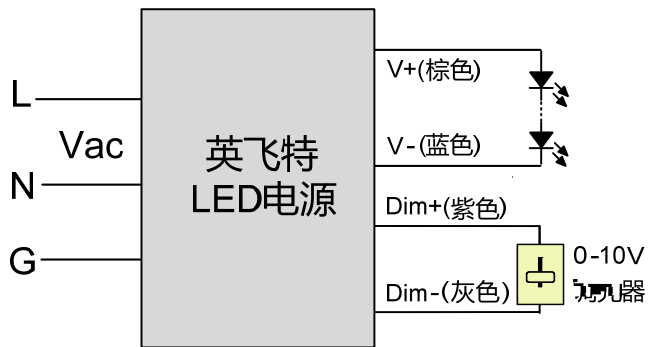 L
Vac
N
G
英飞特
LED电源
V+(棕色)
V-(蓝色)
Dim+(紫色)
Dim-(灰色)
0-10V
器